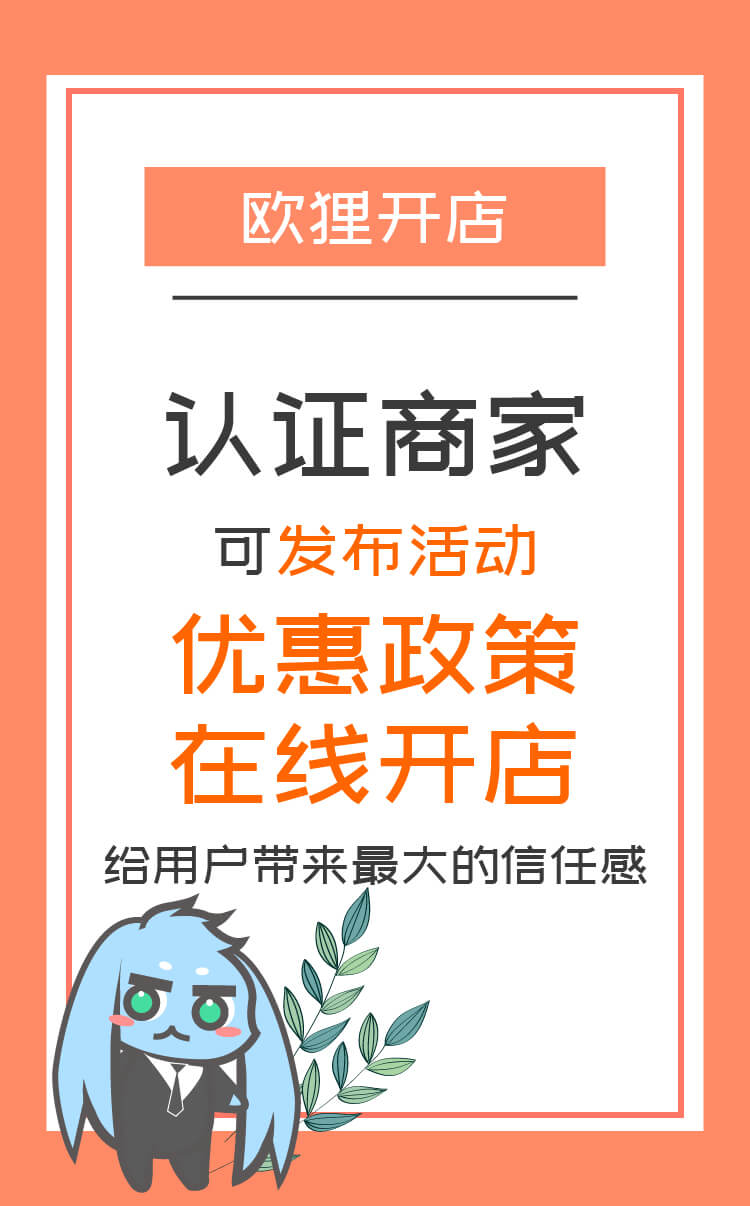 欧狸开店
认证商家
可发布活动
优惠政策
在线开店
给用户带来最大的信任感